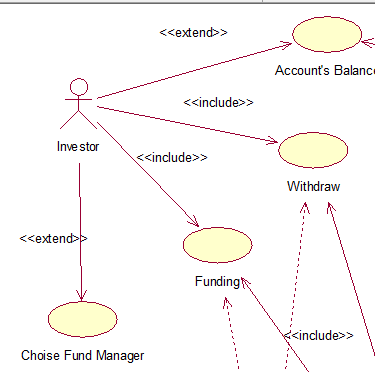 <<extend>>
Account's Balance
<<include>>
Investor
<<include>>
Withdraw
<<extend>>
Funding
<<include>>
Choise Fund Manager